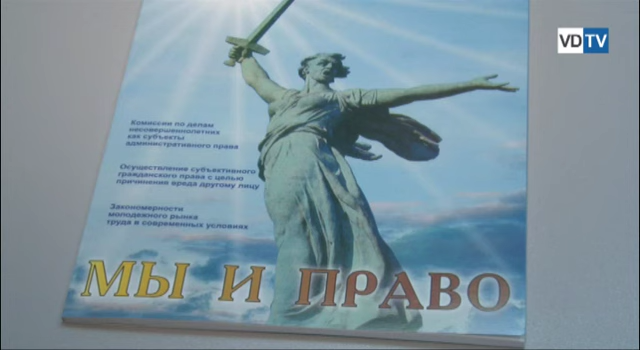 VDTV
Комиссии по делам
несовершеннолетних
как субъекты
административного права
Осуществление субъективного
гражданского права с целью
причинения вреда другому лицу
Закономерности
молодежного рынка
труда в современных условиях
МЫ И ПРАВО